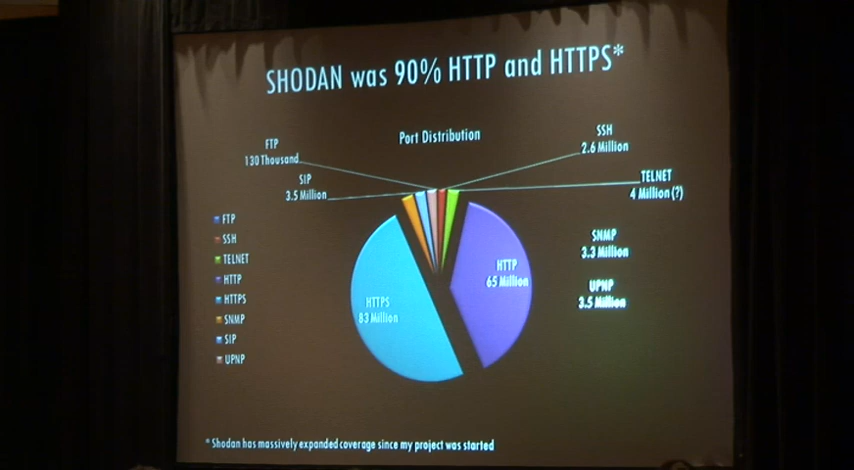 SHODAN was 90% HTTP and HTTPS*
Port Distribution
FTP
130 Thousand
SSH
2.6 Million
SIP
3.5 Million
TELNET
4 Million (?)
FTP
SSH
TELNET
HTTP
HTTPS
SNMP
SIP
UPNP
HTTP
65 Million
HTTPS
83 Million
SNMP
3.3 Million
UPNP
3.5 Million
* Shodan has massively expanded coverage since my project was started